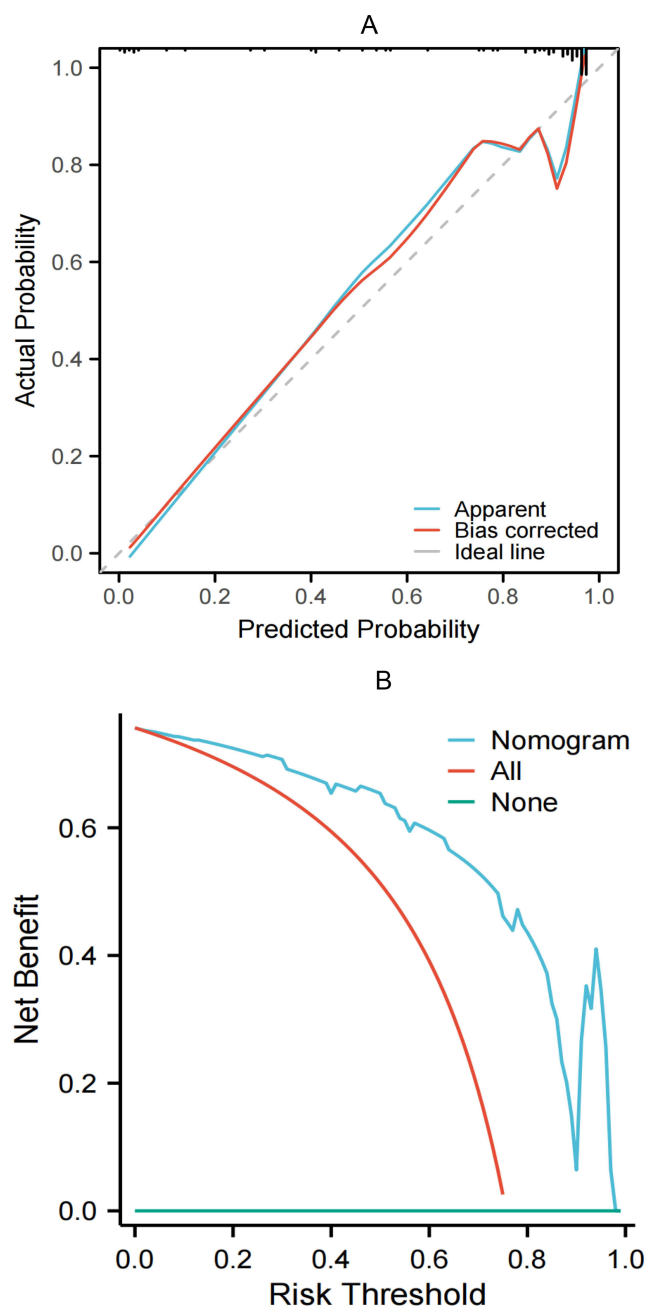 A
1.0
0.8
0.6
0.4
0.2
0.0
Actual Probability
Apparent
Bias corrected
Ideal line
0.0 0.2 0.4 0.6 0.8 1.0
Predicted Probability
B
Nomogram
All
None
0.6
0.4
0.2
0.0
Net Benefit
0.0 0.2 0.4 0.6 0.8 1.0
Risk Threshold